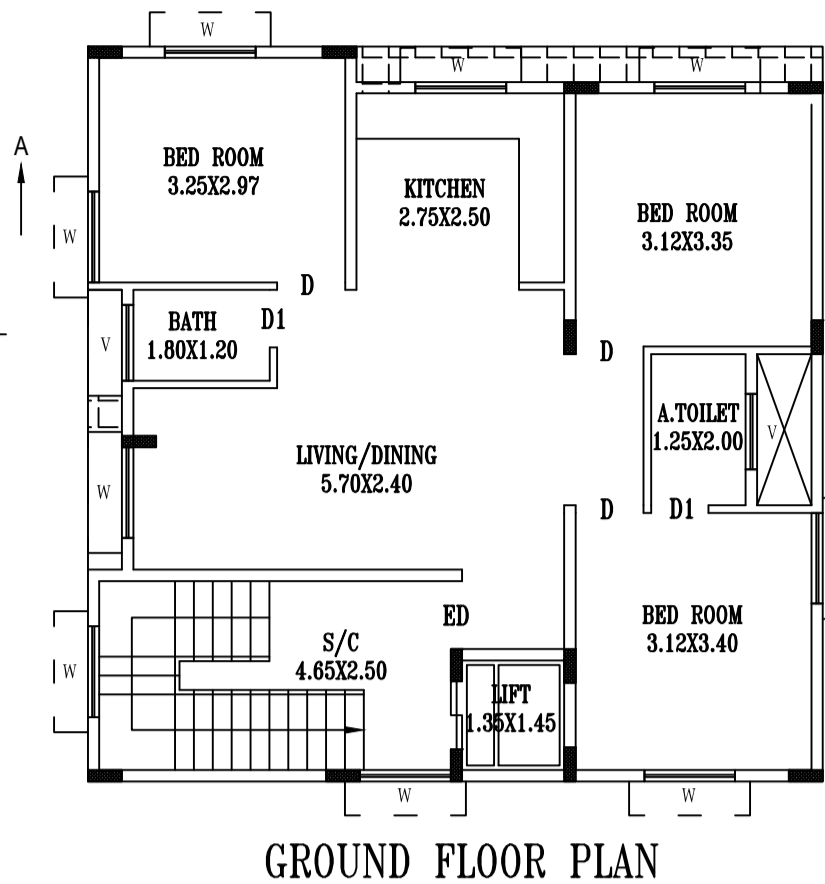 W
W
W
A
BED ROOM
3.25X2.97
KITCHEN
2.75X2.50
BED ROOM
3.12X3.35
W
D
BATH
1.80X1.20
D1
V
D
A.TOILET
1.25X2.00
V
LIVING/DINING
5.70X2.40
W
D
D1
ED
BED ROOM
3.12X3.40
S/C
4.65X2.50
W
LIFT
1.35X1.45
W
W
GROUND FLOOR PLAN